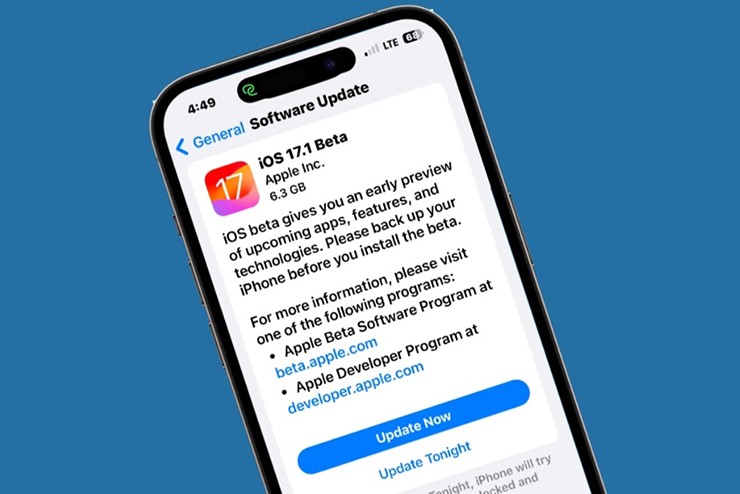 4:49
LTE 68
General Software Update
17
iOS 17.1 Beta
Apple Inc.
6.3 GB
iOS beta gives you an early preview
of upcoming apps, features, and
technologies. Please back up your
iPhone before you install the beta.
For more information, please visit
one of the following programs:
• Apple Beta Software Program at
beta.apple.com
• Apple Developer Program at
developer.apple.com
Update Now
Update Tonight
Tonight, iPhone will try
locked and